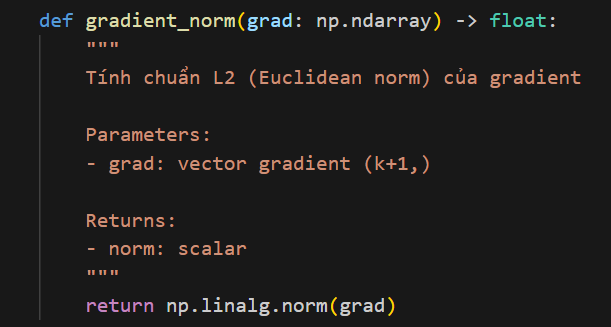 def gradient_norm(grad: np.ndarray) -> float:
"""
Tính chuẩn L2 (Euclidean norm) của gradient
Parameters:
- grad: vector gradient (k+1,)
Returns:
- norm: scalar
"""
return np.linalg.norm(grad)